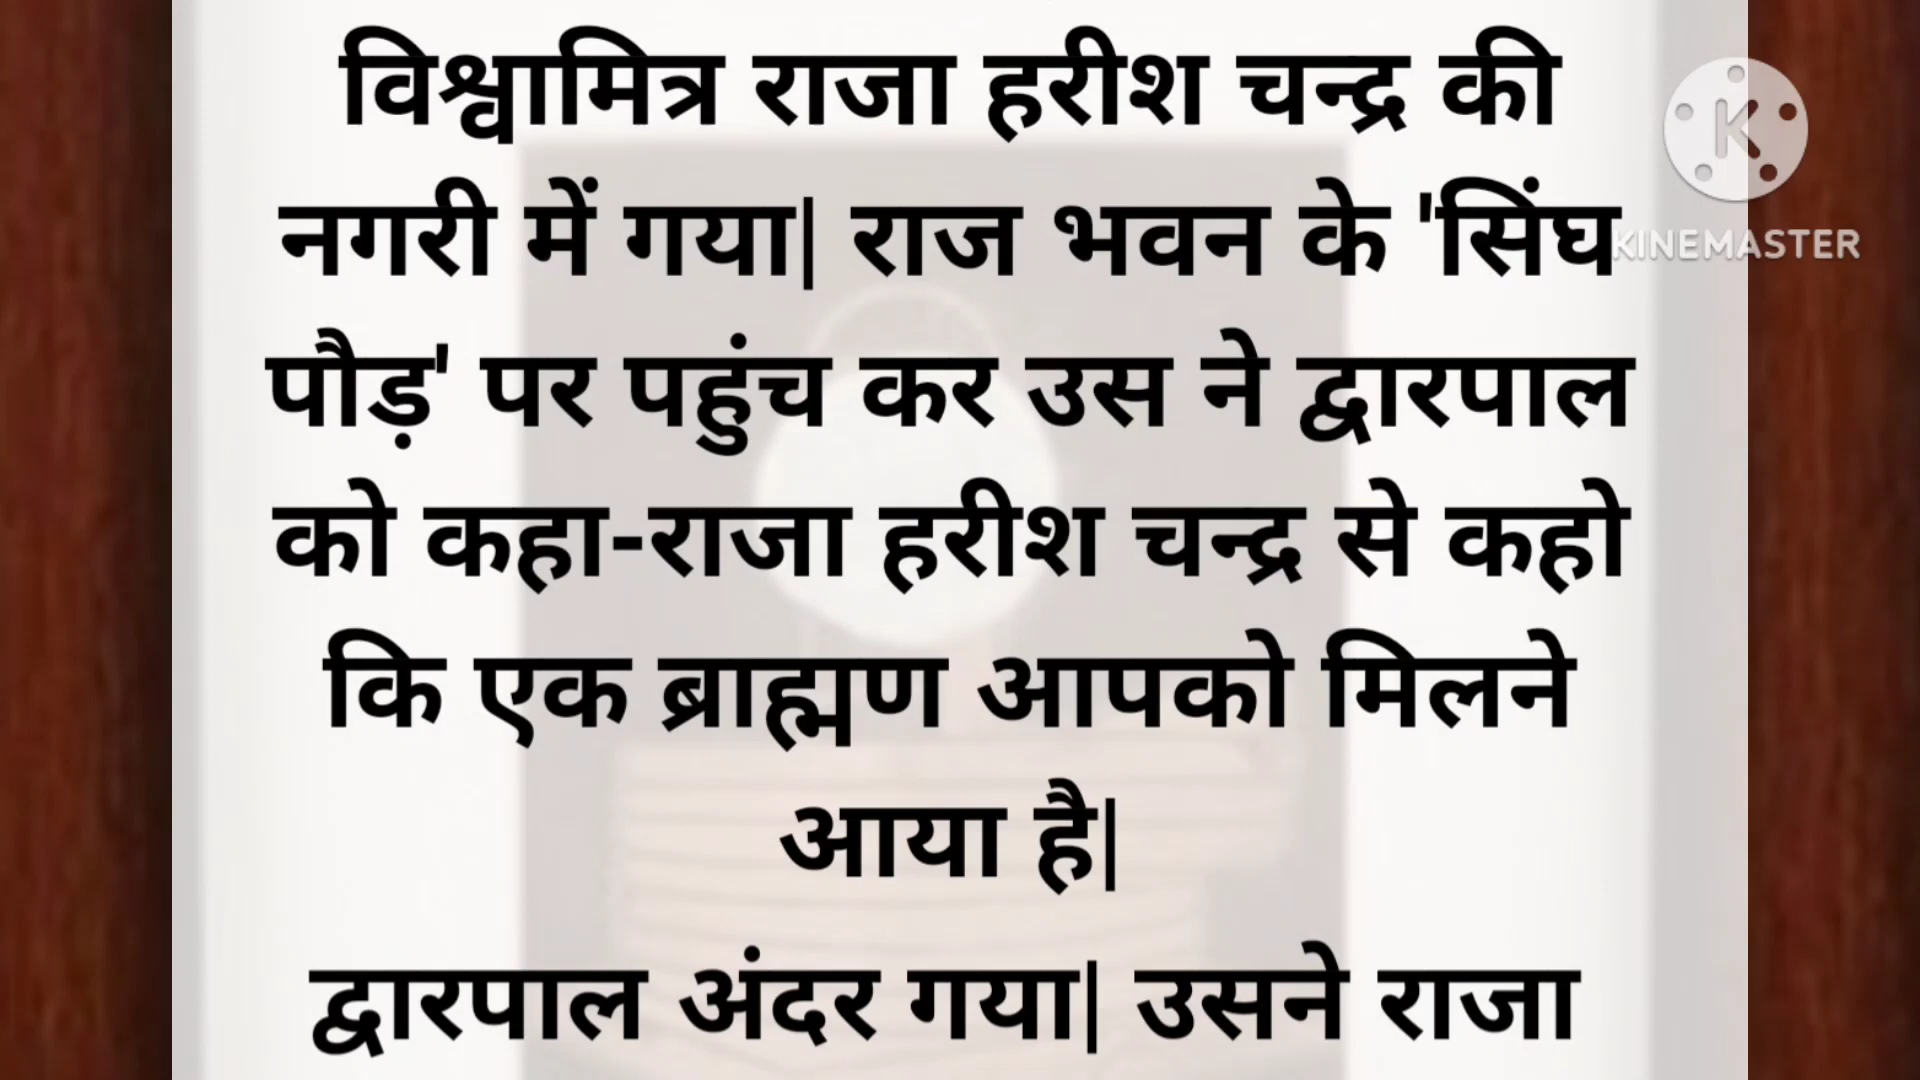 विश्वामित्र राजा हरीश चन्द्र की
नगरी में गया| राज भवन के 'सिंघ
पौड़' पर पहुंच कर उस ने द्वारपाल
को कहा-राजा हरीश चन्द्र से कहो
कि एक ब्राह्मण आपको मिलने
आया है|
द्वारपाल अंदर गया| उसने राजा
K
KINEMASTER